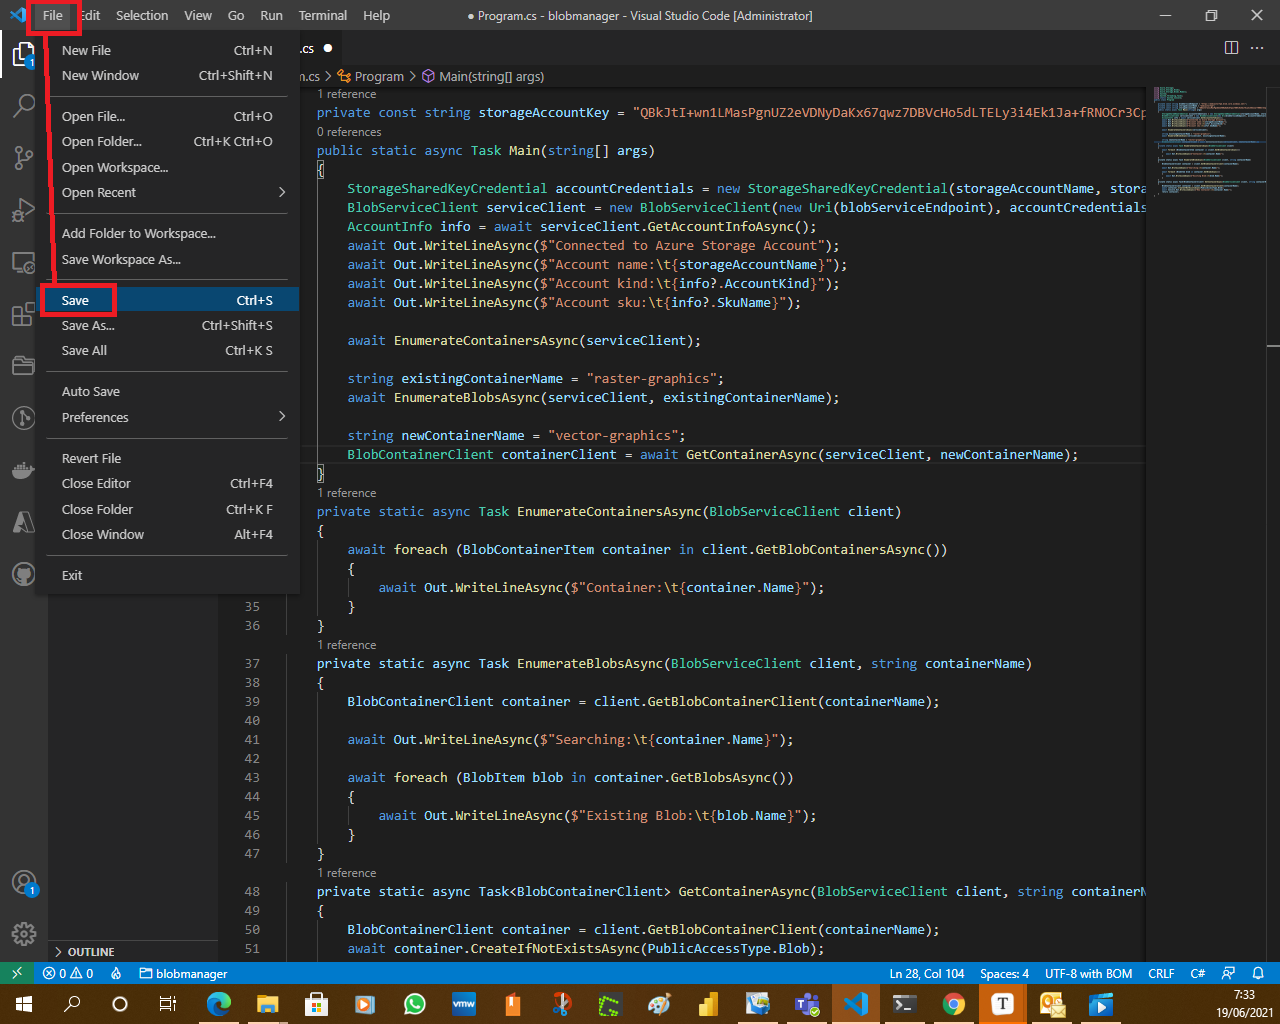 File Edit Selection View Go Run Terminal Help
● Program.cs - blobmanager - Visual Studio Code [Administrator]
New File Ctrl+N
New Window Ctrl+Shift+N
Open File... Ctrl+O
Open Folder... Ctrl+K Ctrl+O
Open Workspace...
Open Recent
Add Folder to Workspace...
Save Workspace As...
Save Ctrl+S
Save As... Ctrl+Shift+S
Save All Ctrl+K S
Auto Save
Preferences
Revert File
Close Editor Ctrl+F4
Close Folder Ctrl+K F
Close Window Alt+F4
Exit
.cs ●
m.cs > Program > Main(string[] args)
1 reference
private const string storageAccountKey = "QBkJtI+wn1LMasPgnUZ2eVDNyDaKx67qwz7DBVcHo5dLTELy3i4Ek1Ja+fRNOCr3Cp
0 references
public static async Task Main(string[] args)
{
StorageSharedKeyCredential accountCredentials = new StorageSharedKeyCredential(storageAccountName, stora
BlobServiceClient serviceClient = new BlobServiceClient(new Uri(blobServiceEndpoint), accountCredentials
AccountInfo info = await serviceClient.GetAccountInfoAsync();
await Out.WriteLineAsync($"Connected to Azure Storage Account");
await Out.WriteLineAsync($"Account name:\t{storageAccountName}");
await Out.WriteLineAsync($"Account kind:\t{info?.AccountKind}");
await Out.WriteLineAsync($"Account sku:\t{info?.SkuName}");
await EnumerateContainersAsync(serviceClient);
string existingContainerName = "raster-graphics";
await EnumerateBlobsAsync(serviceClient, existingContainerName);
string newContainerName = "vector-graphics";
BlobContainerClient containerClient = await GetContainerAsync(serviceClient, newContainerName);
}
1 reference
private static async Task EnumerateContainersAsync(BlobServiceClient client)
{
await foreach (BlobContainerItem container in client.GetBlobContainersAsync())
{
await Out.WriteLineAsync($"Container:\t{container.Name}");
35 }
36 }
1 reference
37 private static async Task EnumerateBlobsAsync(BlobServiceClient client, string containerName)
38 {
39 BlobContainerClient container = client.GetBlobContainerClient(containerName);
40
41 await Out.WriteLineAsync($"Searching:\t{container.Name}");
42
43 await foreach (BlobItem blob in container.GetBlobsAsync())
44 {
45 await Out.WriteLineAsync($"Existing Blob:\t{blob.Name}");
46 }
47 }
1 reference
48 private static async Task<BlobContainerClient> GetContainerAsync(BlobServiceClient client, string containerN
49 {
50 BlobContainerClient container = client.GetBlobContainerClient(containerName);
51 await container.CreateIfNotExistsAsync(PublicAccessType.Blob);
1
1
OUTLINE
0 0 blobmanager Ln 28, Col 104 Spaces: 4 UTF-8 with BOM CRLF C#
vmw T
7:33
19/06/2021